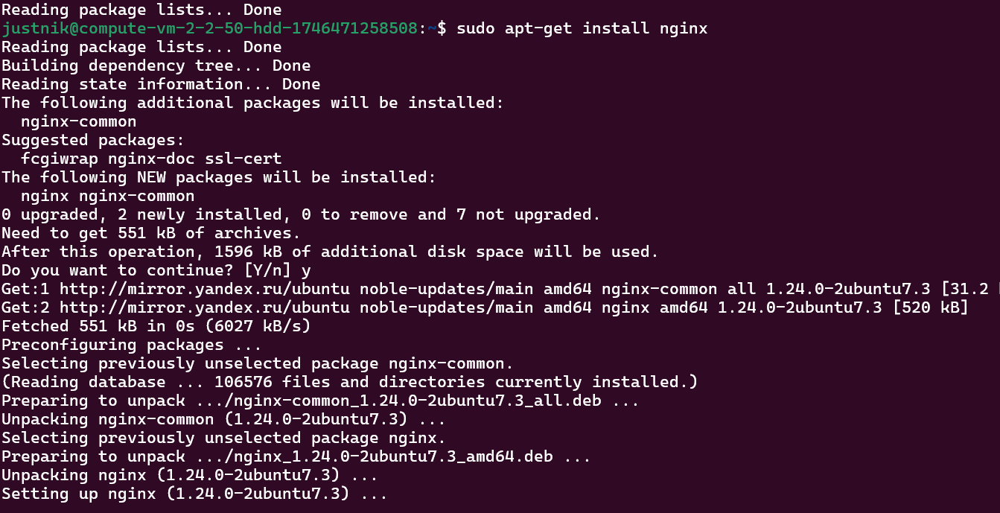 Reading package lists... Done
justnik@compute-vm-2-2-50-hdd-1746471258508:~$ sudo apt-get install nginx
Reading package lists... Done
Building dependency tree... Done
Reading state information... Done
The following additional packages will be installed:
  nginx-common
Suggested packages:
  fcgiwrap nginx-doc ssl-cert
The following NEW packages will be installed:
  nginx nginx-common
0 upgraded, 2 newly installed, 0 to remove and 7 not upgraded.
Need to get 551 kB of archives.
After this operation, 1596 kB of additional disk space will be used.
Do you want to continue? [Y/n] y
Get:1 http://mirror.yandex.ru/ubuntu noble-updates/main amd64 nginx-common all 1.24.0-2ubuntu7.3 [31.2
Get:2 http://mirror.yandex.ru/ubuntu noble-updates/main amd64 nginx amd64 1.24.0-2ubuntu7.3 [520 kB]
Fetched 551 kB in 0s (6027 kB/s)
Preconfiguring packages ...
Selecting previously unselected package nginx-common.
(Reading database ... 106576 files and directories currently installed.)
Preparing to unpack .../nginx-common_1.24.0-2ubuntu7.3_all.deb ...
Unpacking nginx-common (1.24.0-2ubuntu7.3) ...
Selecting previously unselected package nginx.
Preparing to unpack .../nginx_1.24.0-2ubuntu7.3_amd64.deb ...
Unpacking nginx (1.24.0-2ubuntu7.3) ...
Setting up nginx (1.24.0-2ubuntu7.3) ...